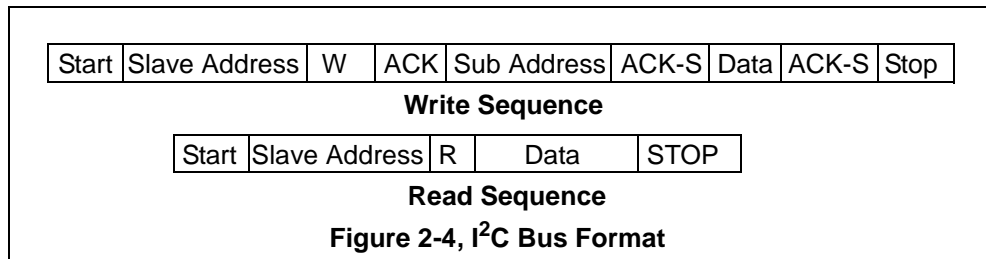 Start Slave Address W ACK Sub Address ACK-S Data ACK-S Stop
Write Sequence
Start Slave Address R Data STOP
Read Sequence
Figure 2-4, I²C Bus Format